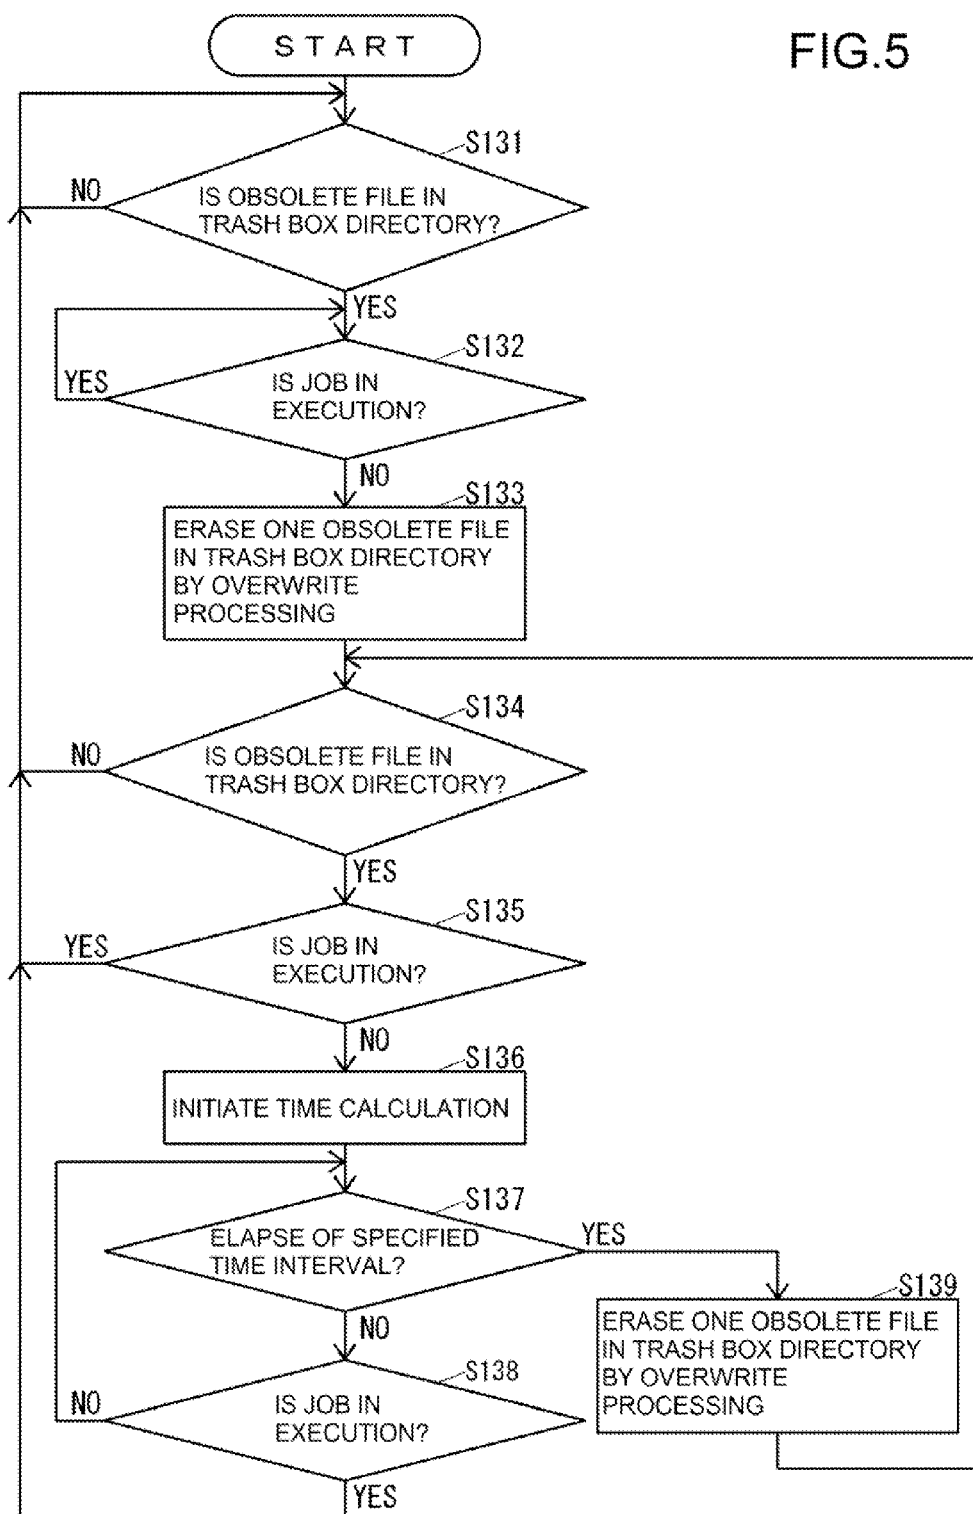 START
FIG.5
S131
NO
IS OBSOLETE FILE IN
TRASH BOX DIRECTORY?
YES
S132
YES
IS JOB IN
EXECUTION?
NO
S133
ERASE ONE OBSOLETE FILE
IN TRASH BOX DIRECTORY
BY OVERWRITE
PROCESSING
S134
NO
IS OBSOLETE FILE IN
TRASH BOX DIRECTORY?
YES
S135
YES
IS JOB IN
EXECUTION?
NO
S136
INITIATE TIME CALCULATION
S137
ELAPSE OF SPECIFIED
TIME INTERVAL?
YES
NO
S139
ERASE ONE OBSOLETE FILE
IN TRASH BOX DIRECTORY
BY OVERWRITE
PROCESSING
S138
NO
IS JOB IN
EXECUTION?
YES